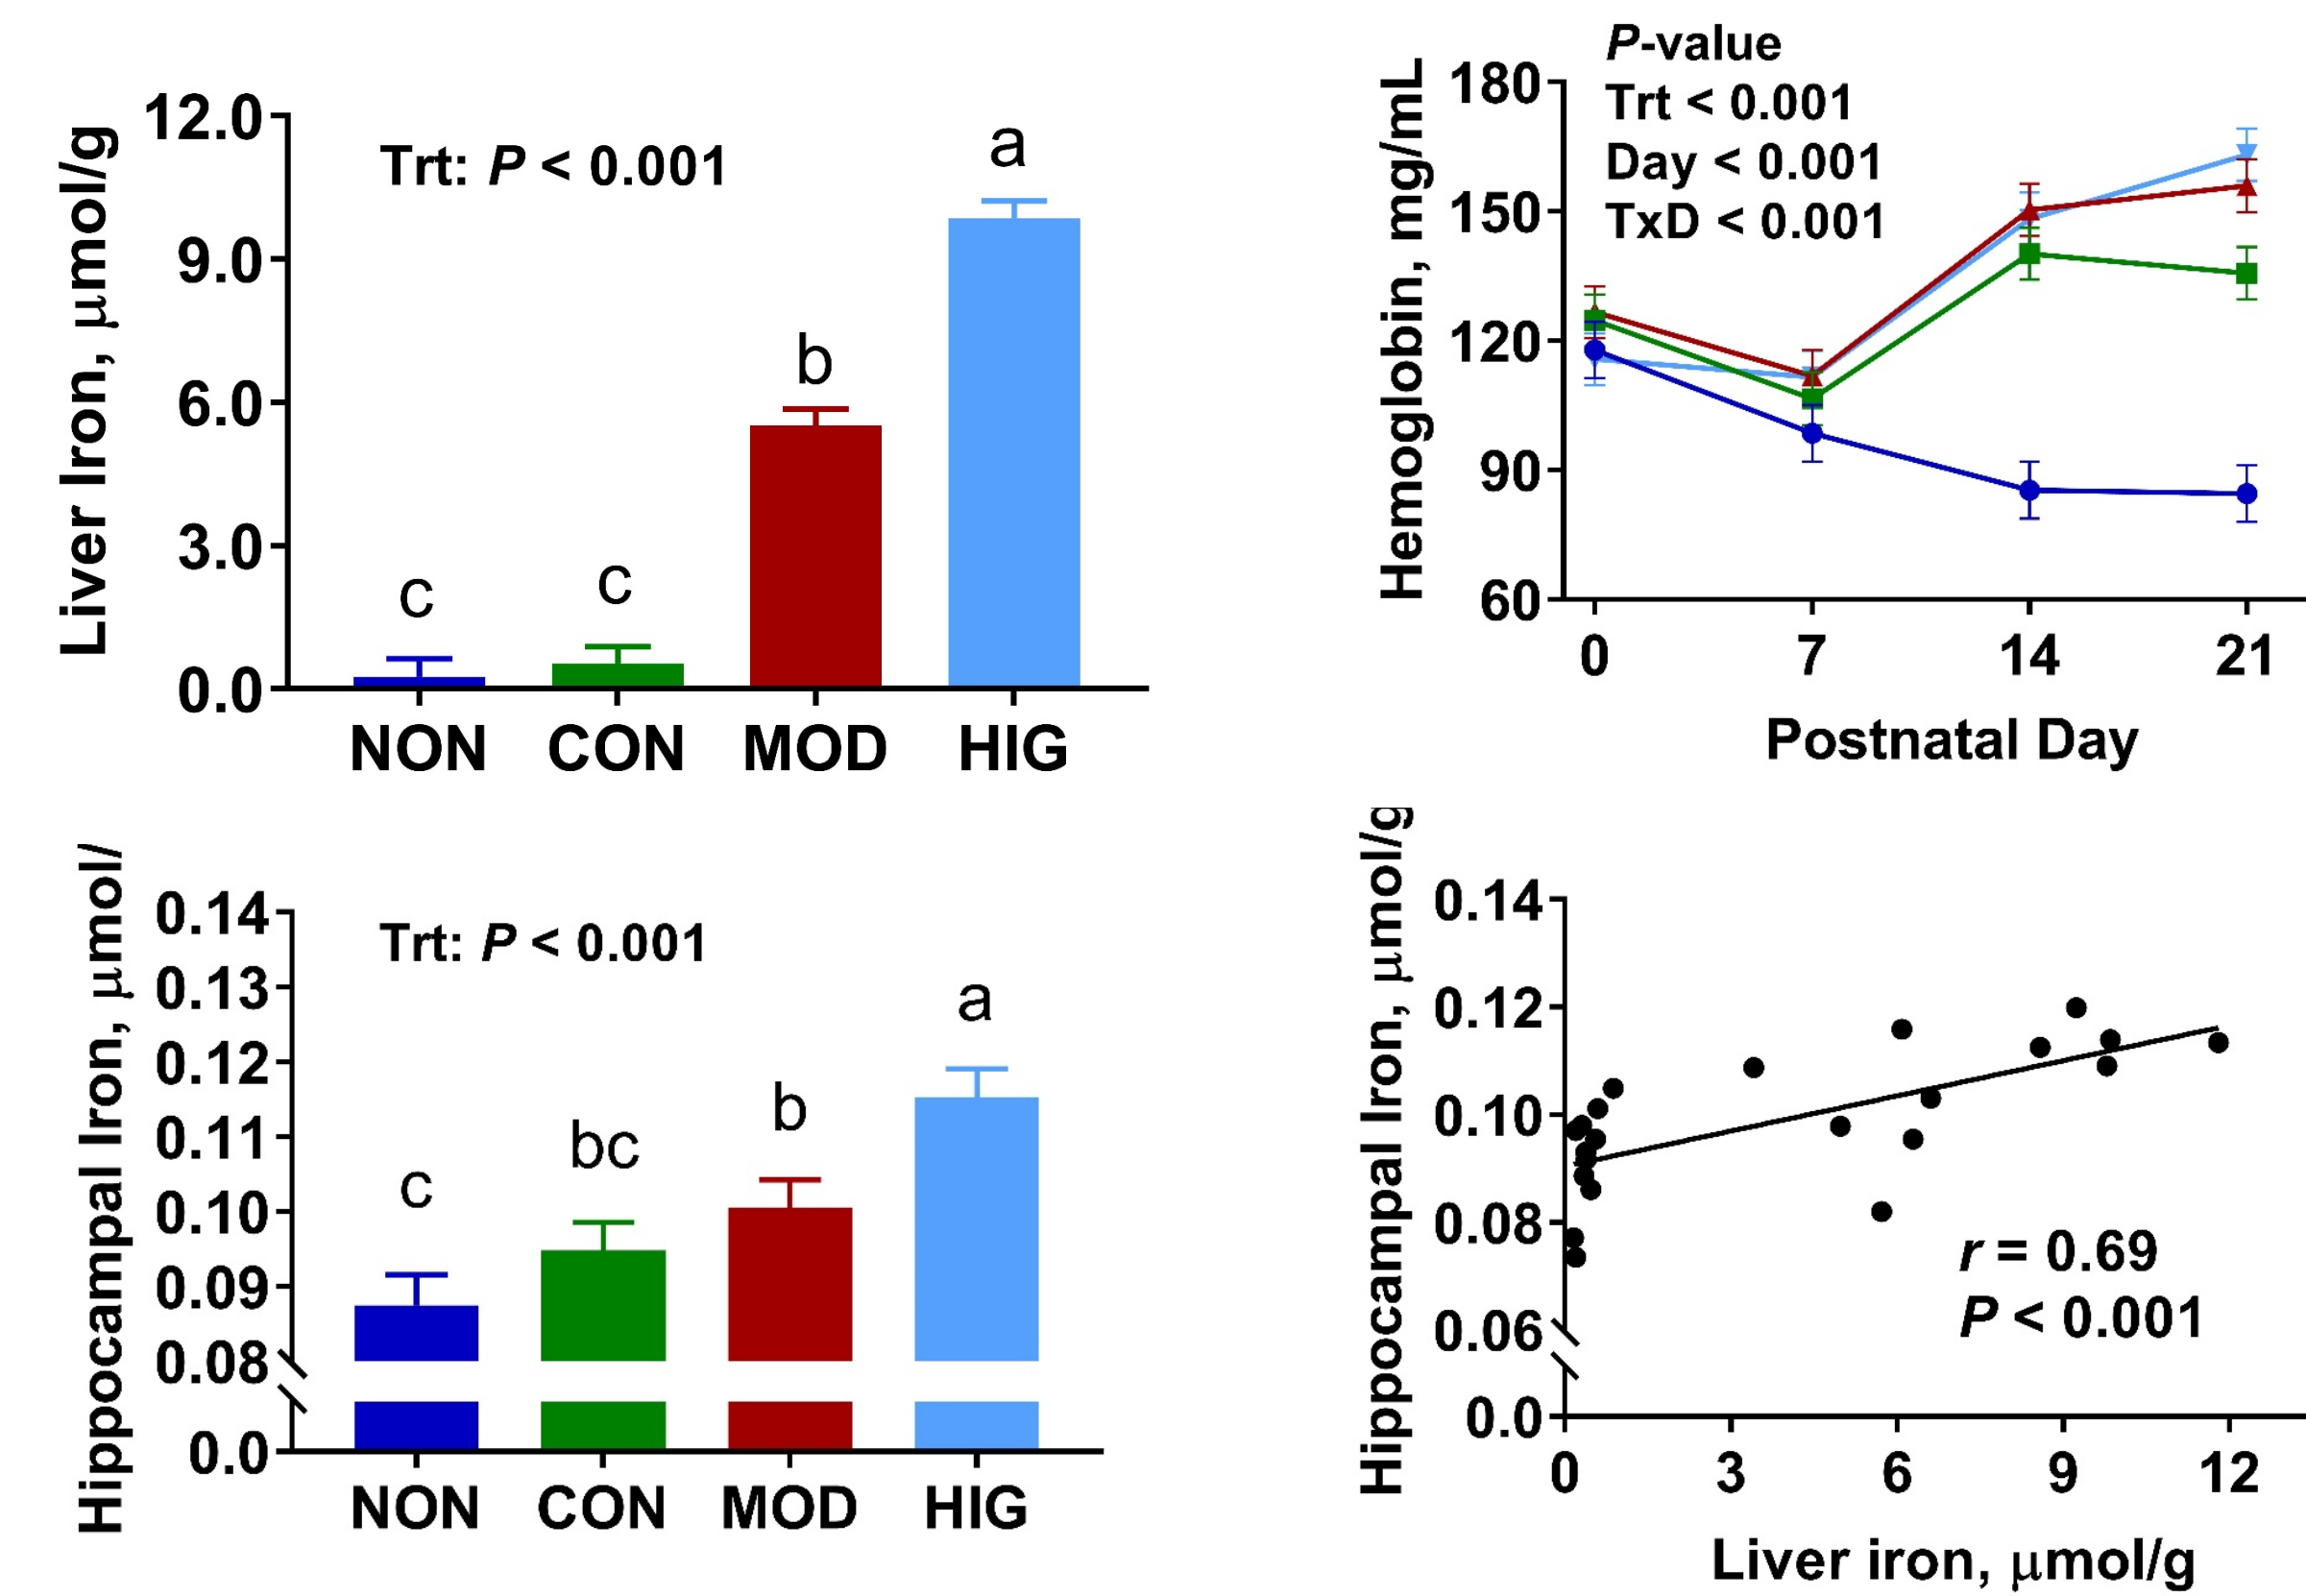 Liver Iron, μmol/g
12.0
9.0
6.0
3.0
0.0
Trt: P < 0.001
c
c
b
a
NON CON MOD HIG
Hemoglobin, mg/mL
180
150
120
90
60
P-value
Trt < 0.001
Day < 0.001
TxD < 0.001
0 7 14 21
Postnatal Day
Hippocampal Iron, μmol/
0.14
0.13
0.12
0.11
0.10
0.09
0.08
0.0
Trt: P < 0.001
c
bc
b
a
NON CON MOD HIG
Hippocampal Iron, μmol/g
0.14
0.12
0.10
0.08
0.06
0.0
r = 0.69
P < 0.001
0 3 6 9 12
Liver iron, μmol/g